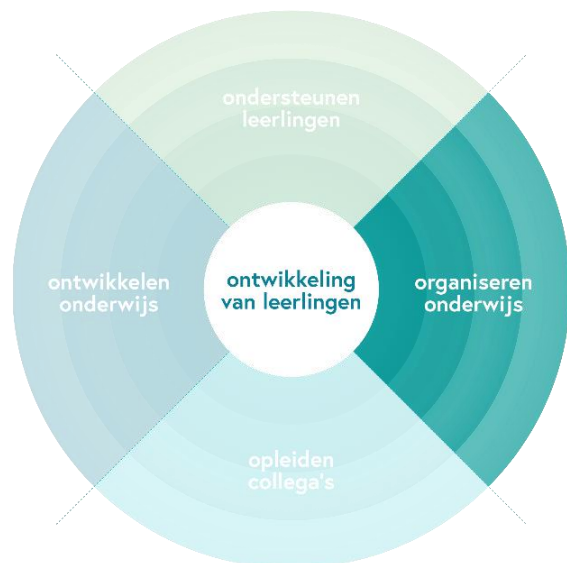 ondersteunen
leerlingen
ontwikkelen
onderwijs
ontwikkeling
van leerlingen
organiseren
onderwijs
opleiden
collega's